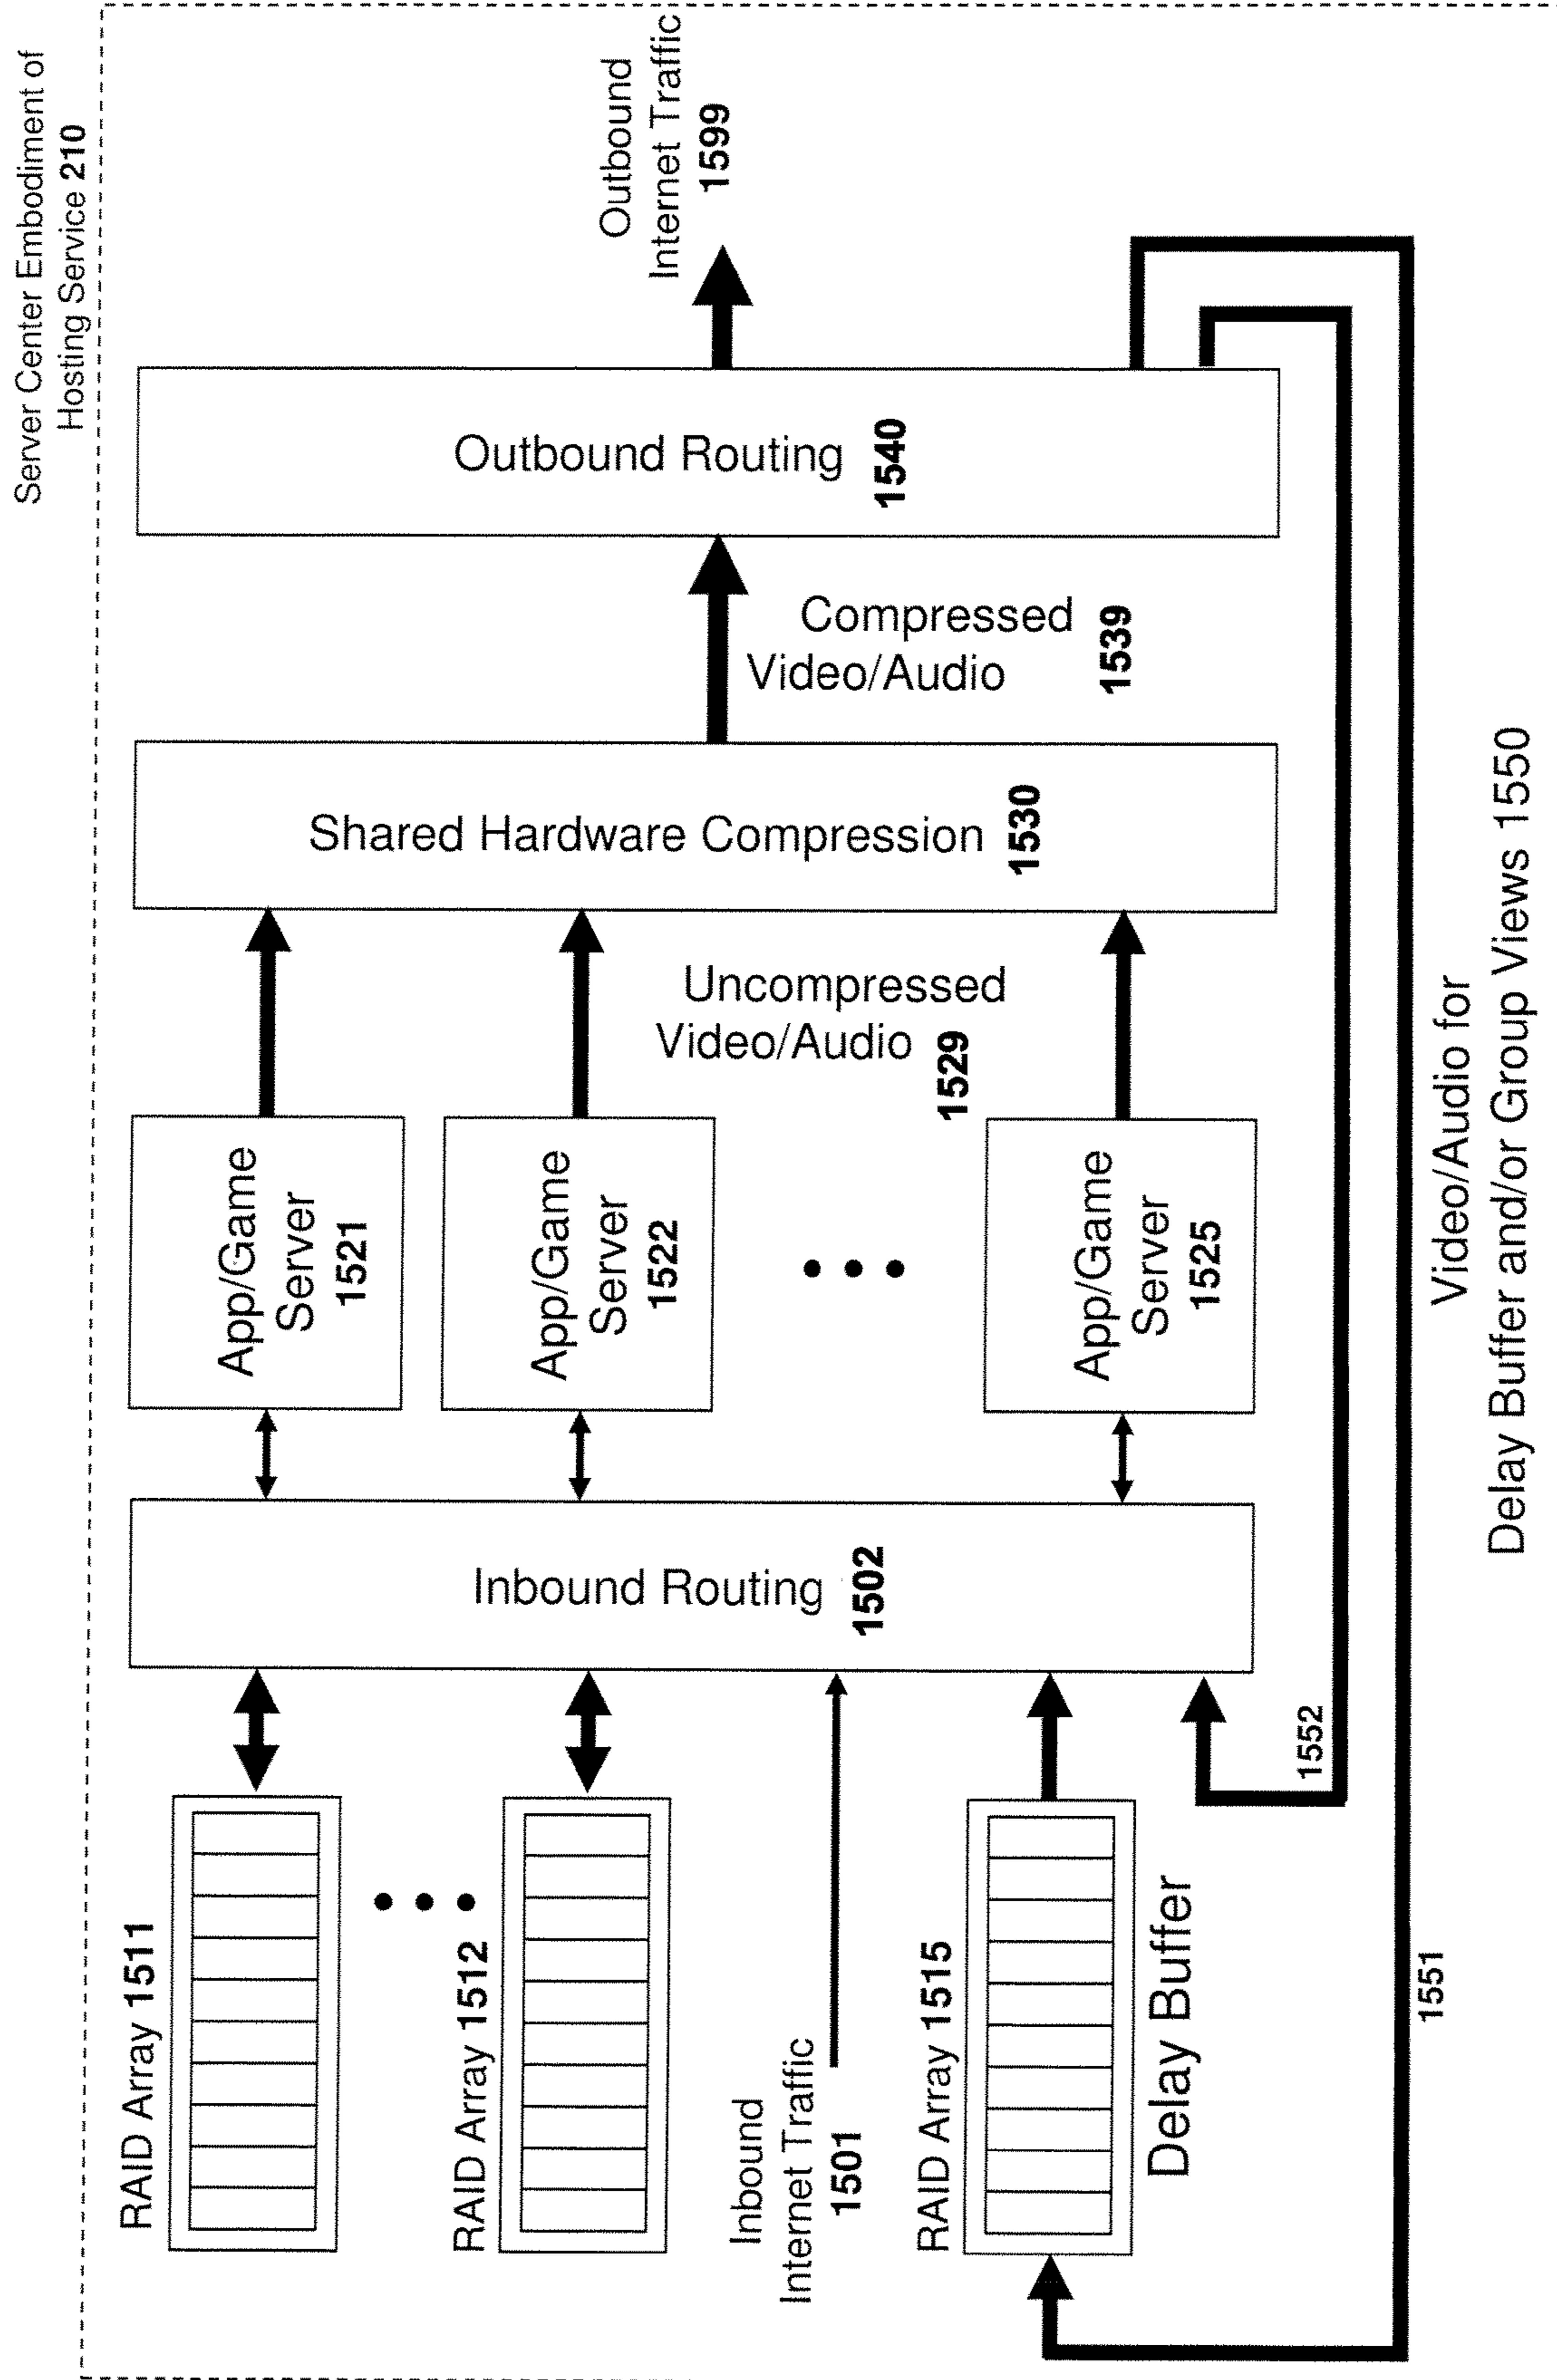 Server Center Embodiment of
Hosting Service 210
RAID Array 1511
RAID Array 1512
Inbound
Internet Traffic
1501
RAID Array 1515
Delay Buffer
Inbound Routing
1502
App/Game
Server
1521
App/Game
Server
1522
App/Game
Server
1525
Uncompressed
Video/Audio
1529
Shared Hardware Compression
1530
Compressed
Video/Audio
1539
Outbound Routing
1540
Outbound
Internet Traffic
1599
1552
1551
Video/Audio for
Delay Buffer and/or Group Views 1550